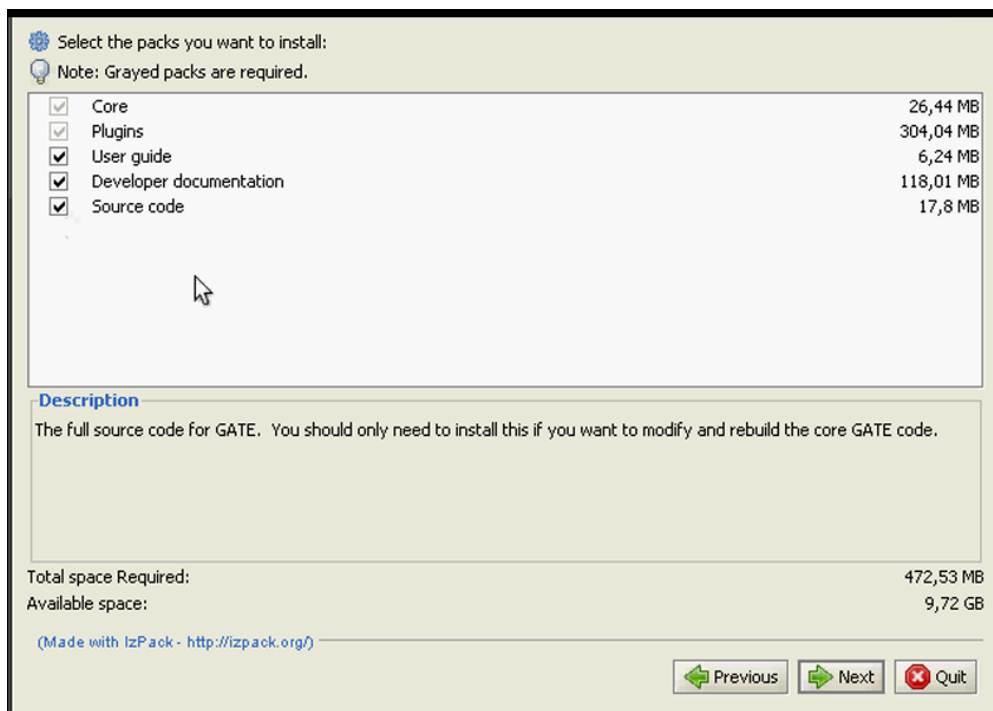 Select the packs you want to install:
Note: Grayed packs are required.
Core 26,44 MB
Plugins 304,04 MB
User guide 6,24 MB
Developer documentation 118,01 MB
Source code 17,8 MB
Description
The full source code for GATE.  You should only need to install this if you want to modify and rebuild the core GATE code.
Total space Required: 472,53 MB
Available space: 9,72 GB
(Made with IzPack - http://izpack.org/)
Previous Next Quit